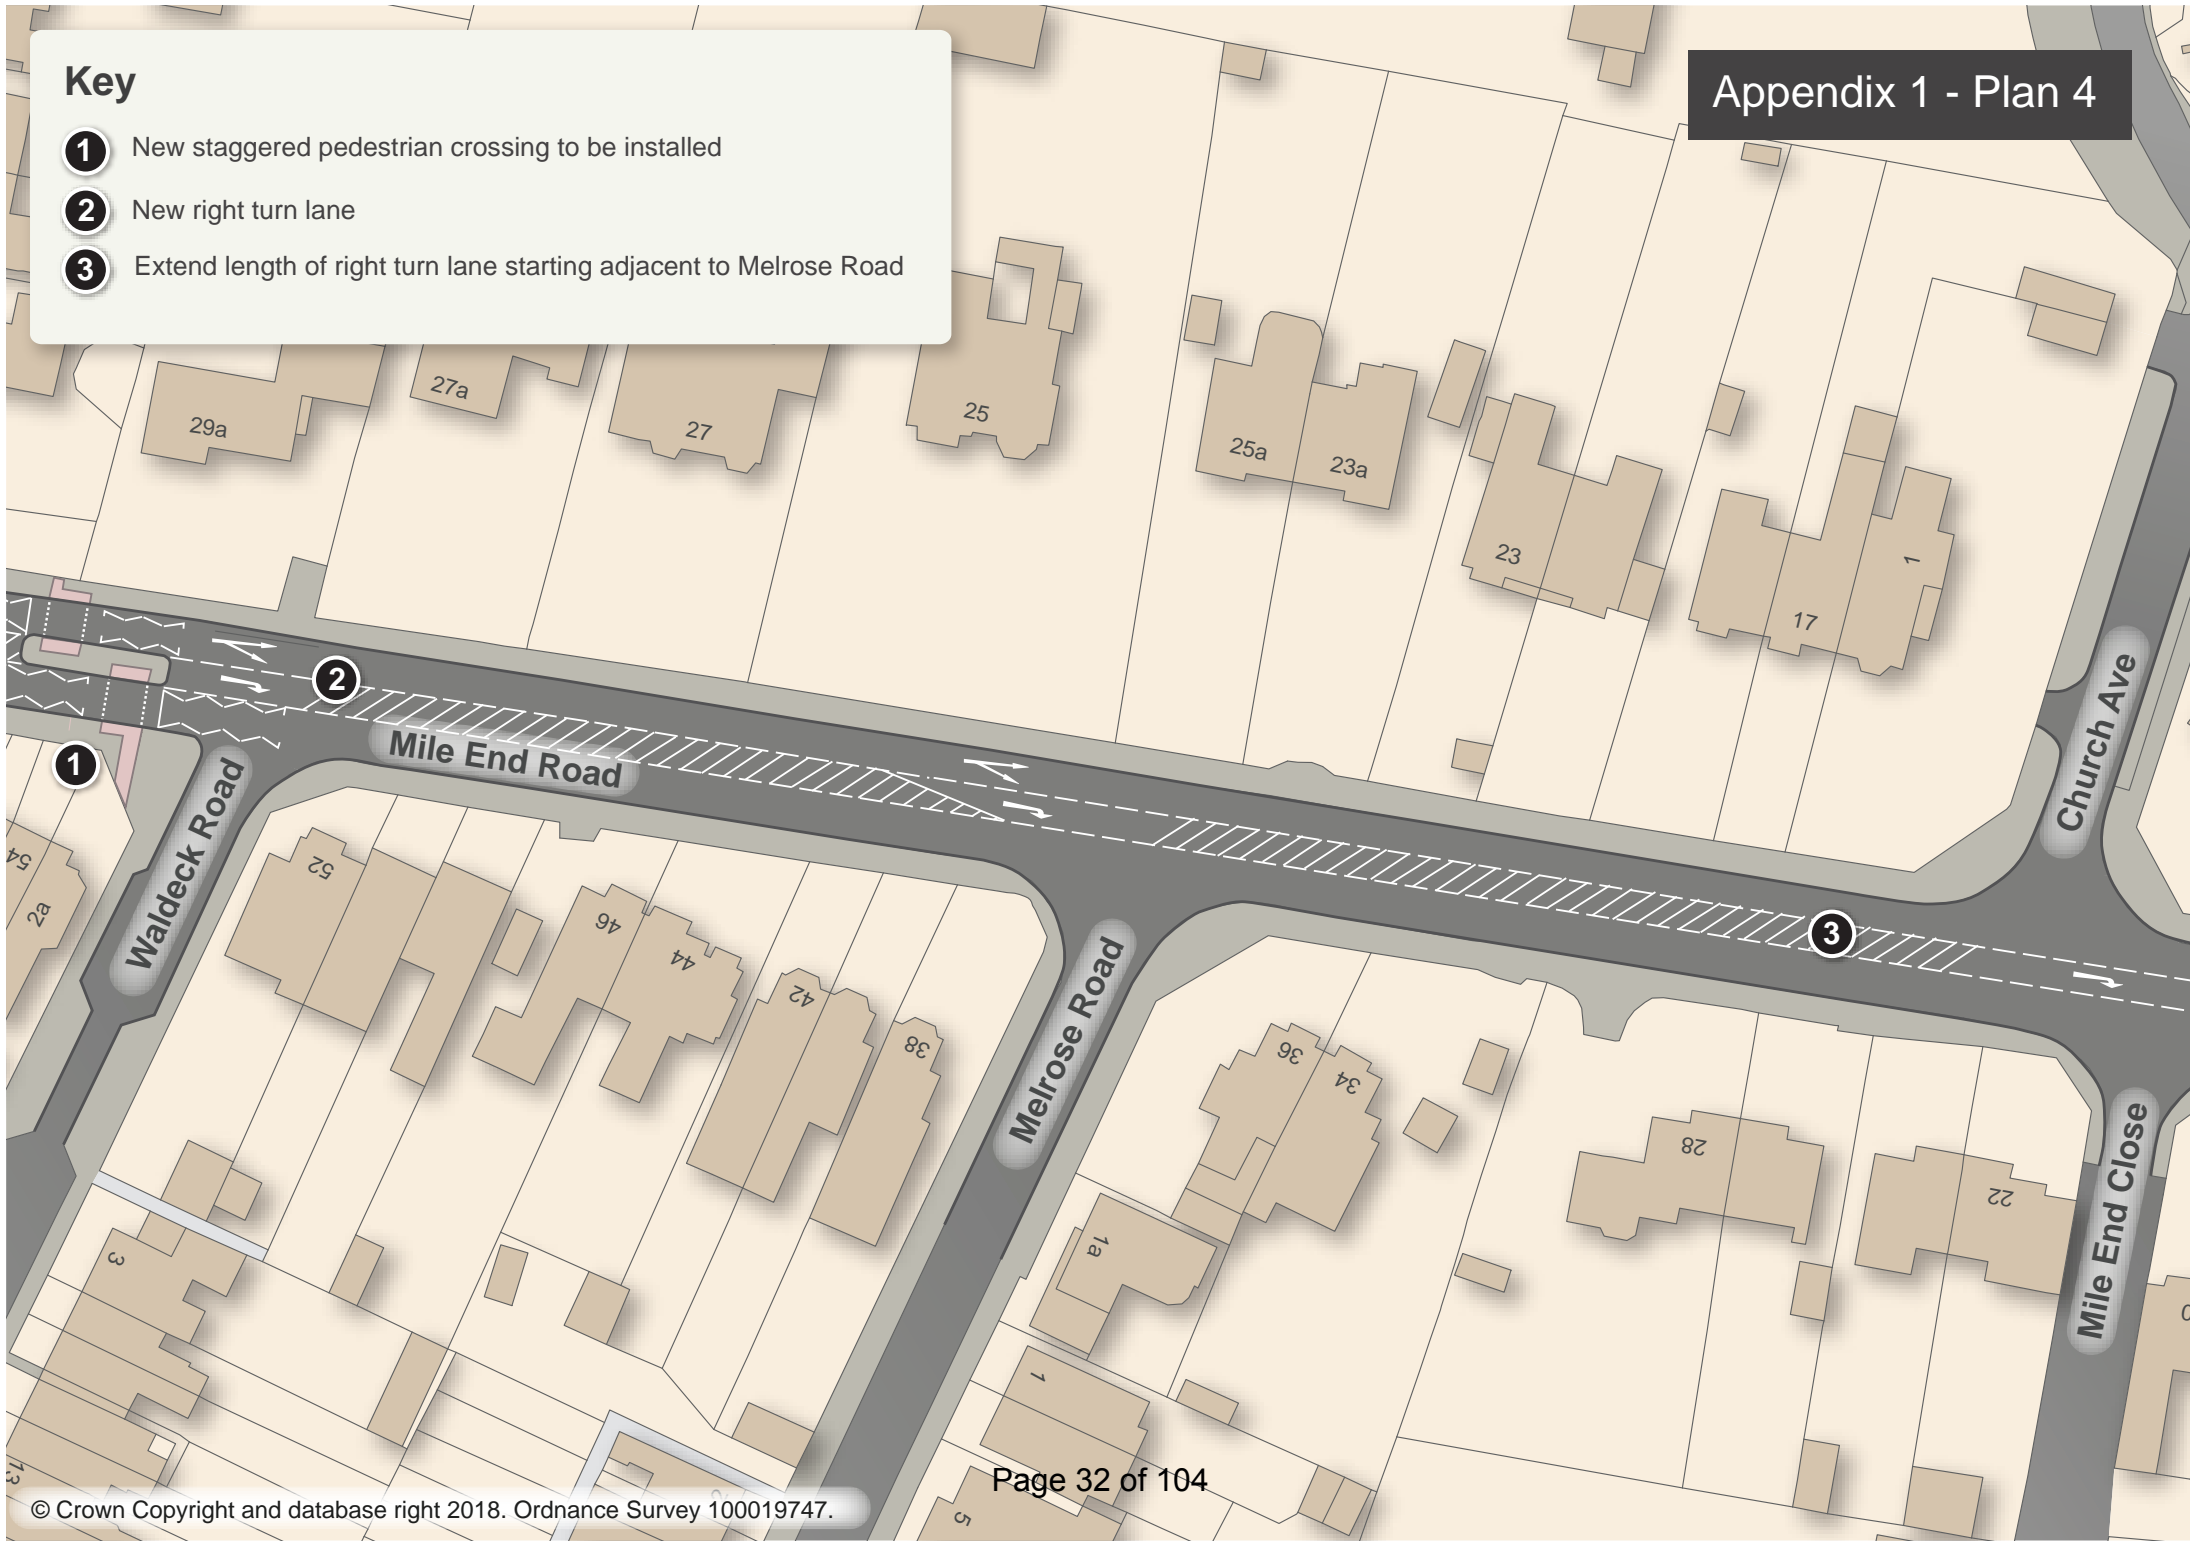 Key
1 New staggered pedestrian crossing to be installed
2 New right turn lane
3 Extend length of right turn lane starting adjacent to Melrose Road
Appendix 1 - Plan 4
29a
27a
27
25
25a
23a
23
17
1
2
Mile End Road
1
Waldeck Road
Church Ave
3
54
2a
52
46
44
42
38
Melrose Road
36
34
28
22
Mile End Close
3
1a
1
13
5
Page 32 of 104
© Crown Copyright and database right 2018. Ordnance Survey 100019747.